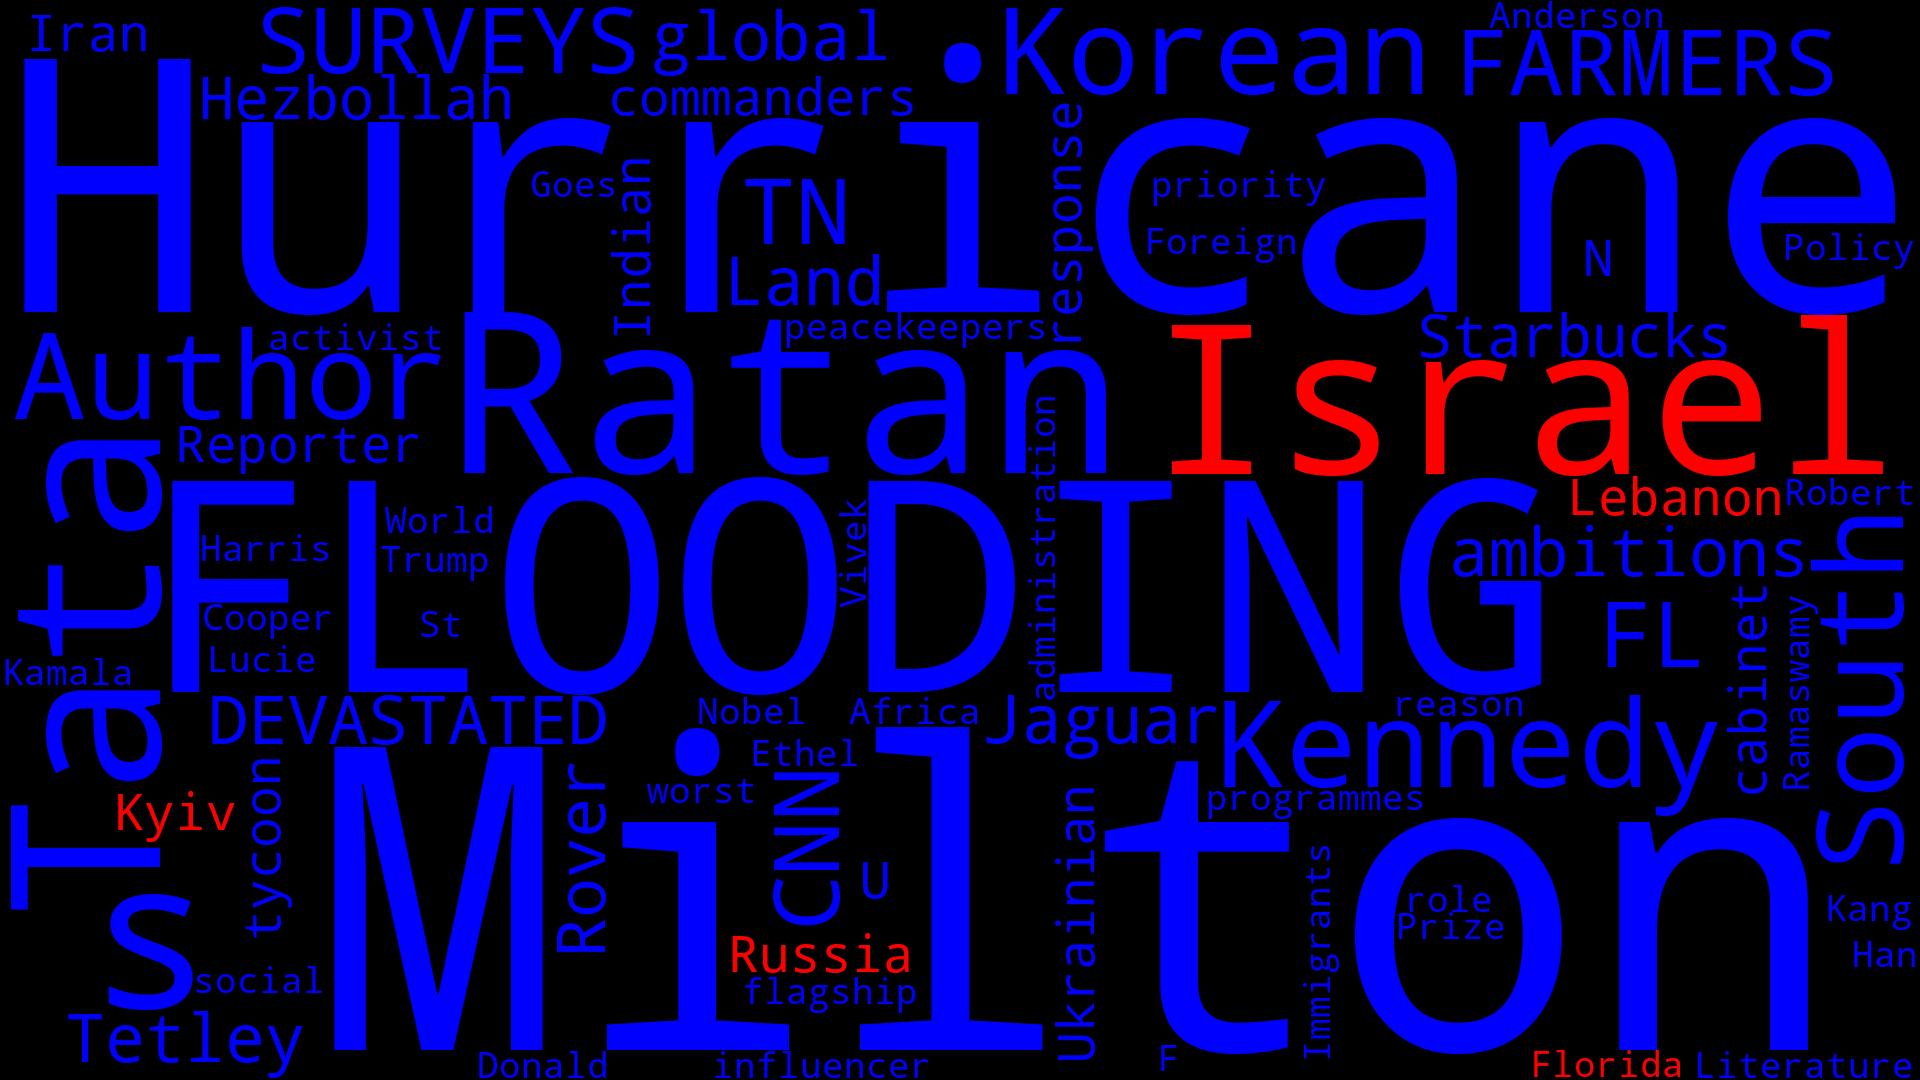 Iran
SURVEYS
global
Korean
Anderson
FARMERS
Hezbollah
commanders
Hurricane
Goes
Indian
TN
Land
response
priority
Foreign
N
Policy
Author
activist
Ratan
peacekeepers
Israel
Starbucks
Reporter
Tata
FLOODING
Lebanon
Robert
World
Trump
Harris
Vivek
administration
ambitions
South
Cooper
St
Lucie
Kamala
FL
cabinet
Ramaswamy
DEVASTATED
Nobel
Africa
Jaguar
Kennedy
reason
Ethel
worst
Kyiv
tycoon
Milton
Rover
CNN
U
Ukrainian
programmes
Immigrants
role
Prize
Kang
Han
s
social
Russia
flagship
Tetley
Donald
influencer
F
Florida
Literature